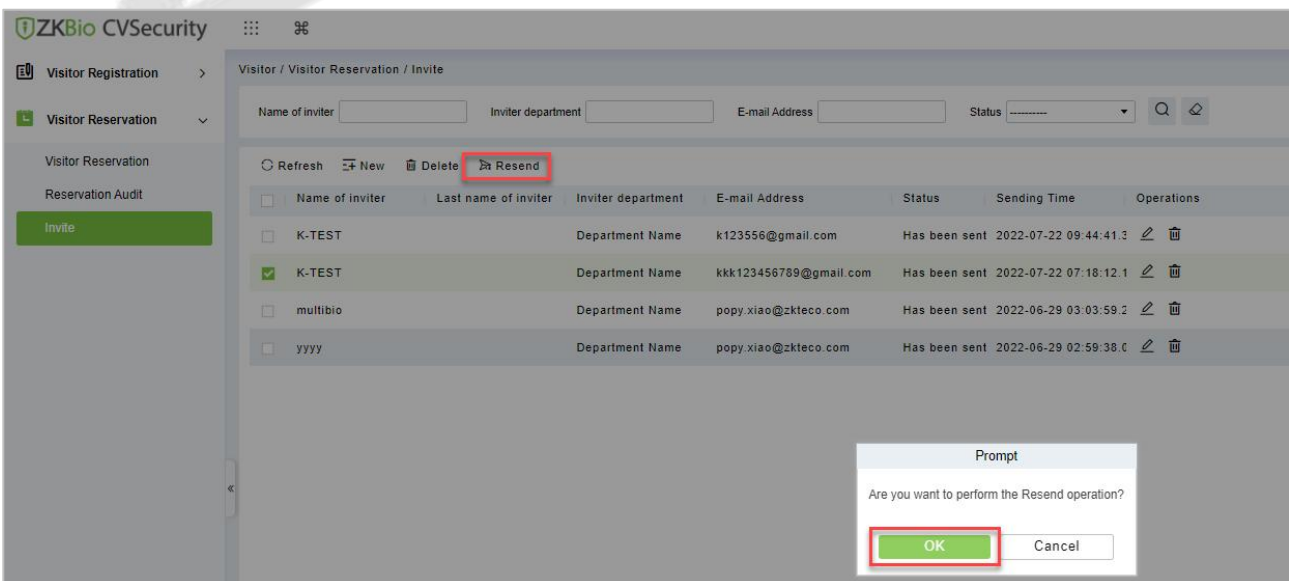 ZKBio CVSecurity
Visitor Registration
Visitor Reservation
Visitor Reservation
Reservation Audit
Invite
Visitor / Visitor Reservation / Invite
Name of inviter Inviter department E-mail Address Status ----------
Refresh New Delete Resend
Name of inviter Last name of inviter Inviter department E-mail Address Status Sending Time Operations
K-TEST Department Name k123556@gmail.com Has been sent 2022-07-22 09:44:41.3
K-TEST Department Name kkk123456789@gmail.com Has been sent 2022-07-22 07:18:12.1
multibio Department Name popy.xiao@zkteco.com Has been sent 2022-06-29 03:03:59.2
yyyy Department Name popy.xiao@zkteco.com Has been sent 2022-06-29 02:59:38.0
Prompt
Are you want to perform the Resend operation?
OK Cancel